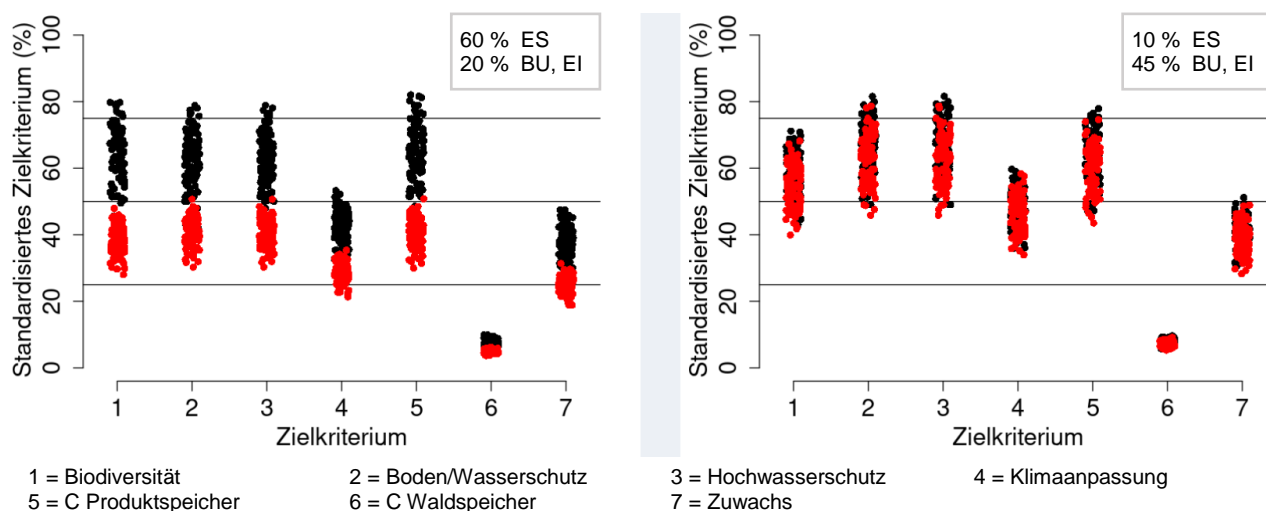 Standardisiertes Zielkriterium (%)
0 20 40 60 80 100
60 % ES
20 % BU, EI
1 2 3 4 5 6 7
Zielkriterium
Standardisiertes Zielkriterium (%)
0 20 40 60 80 100
10 % ES
45 % BU, EI
1 2 3 4 5 6 7
Zielkriterium
1 = Biodiversität 2 = Boden/Wasserschutz 3 = Hochwasserschutz 4 = Klimaanpassung
5 = C Produktspeicher 6 = C Waldspeicher 7 = Zuwachs